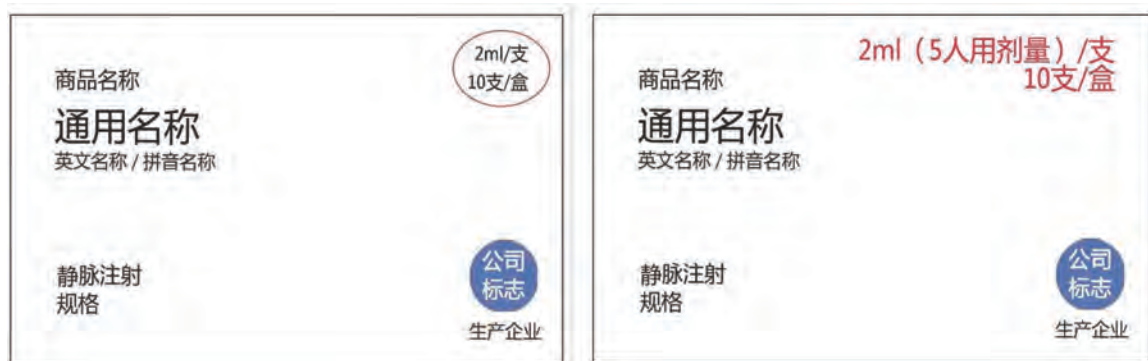 2ml/支
10支/盒
商品名称
通用名称
英文名称 / 拼音名称
静脉注射
规格
公司
标志
生产企业
2ml（5人用剂量）/支
10支/盒
商品名称
通用名称
英文名称 / 拼音名称
静脉注射
规格
公司
标志
生产企业